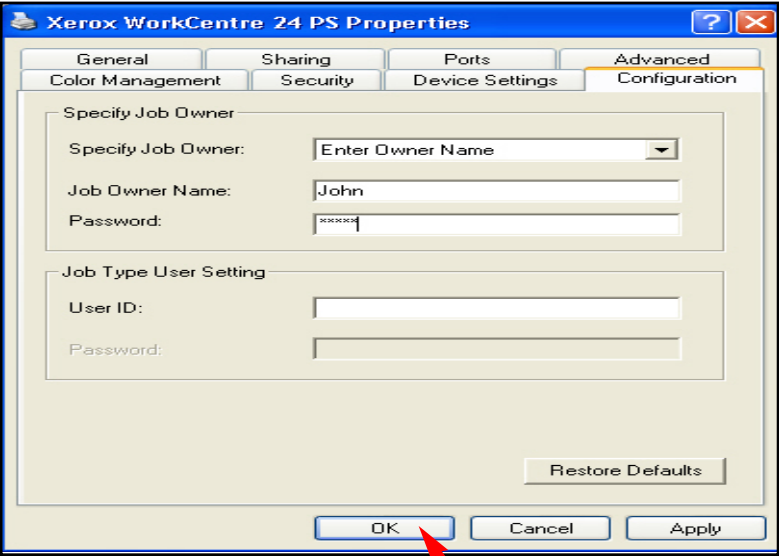 Xerox WorkCentre 24 PS Properties
General Sharing Ports Advanced
Color Management Security Device Settings Configuration
Specify Job Owner
Specify Job Owner: Enter Owner Name
Job Owner Name: John
Password: *****
Job Type User Setting
User ID:
Password:
Restore Defaults
OK Cancel Apply